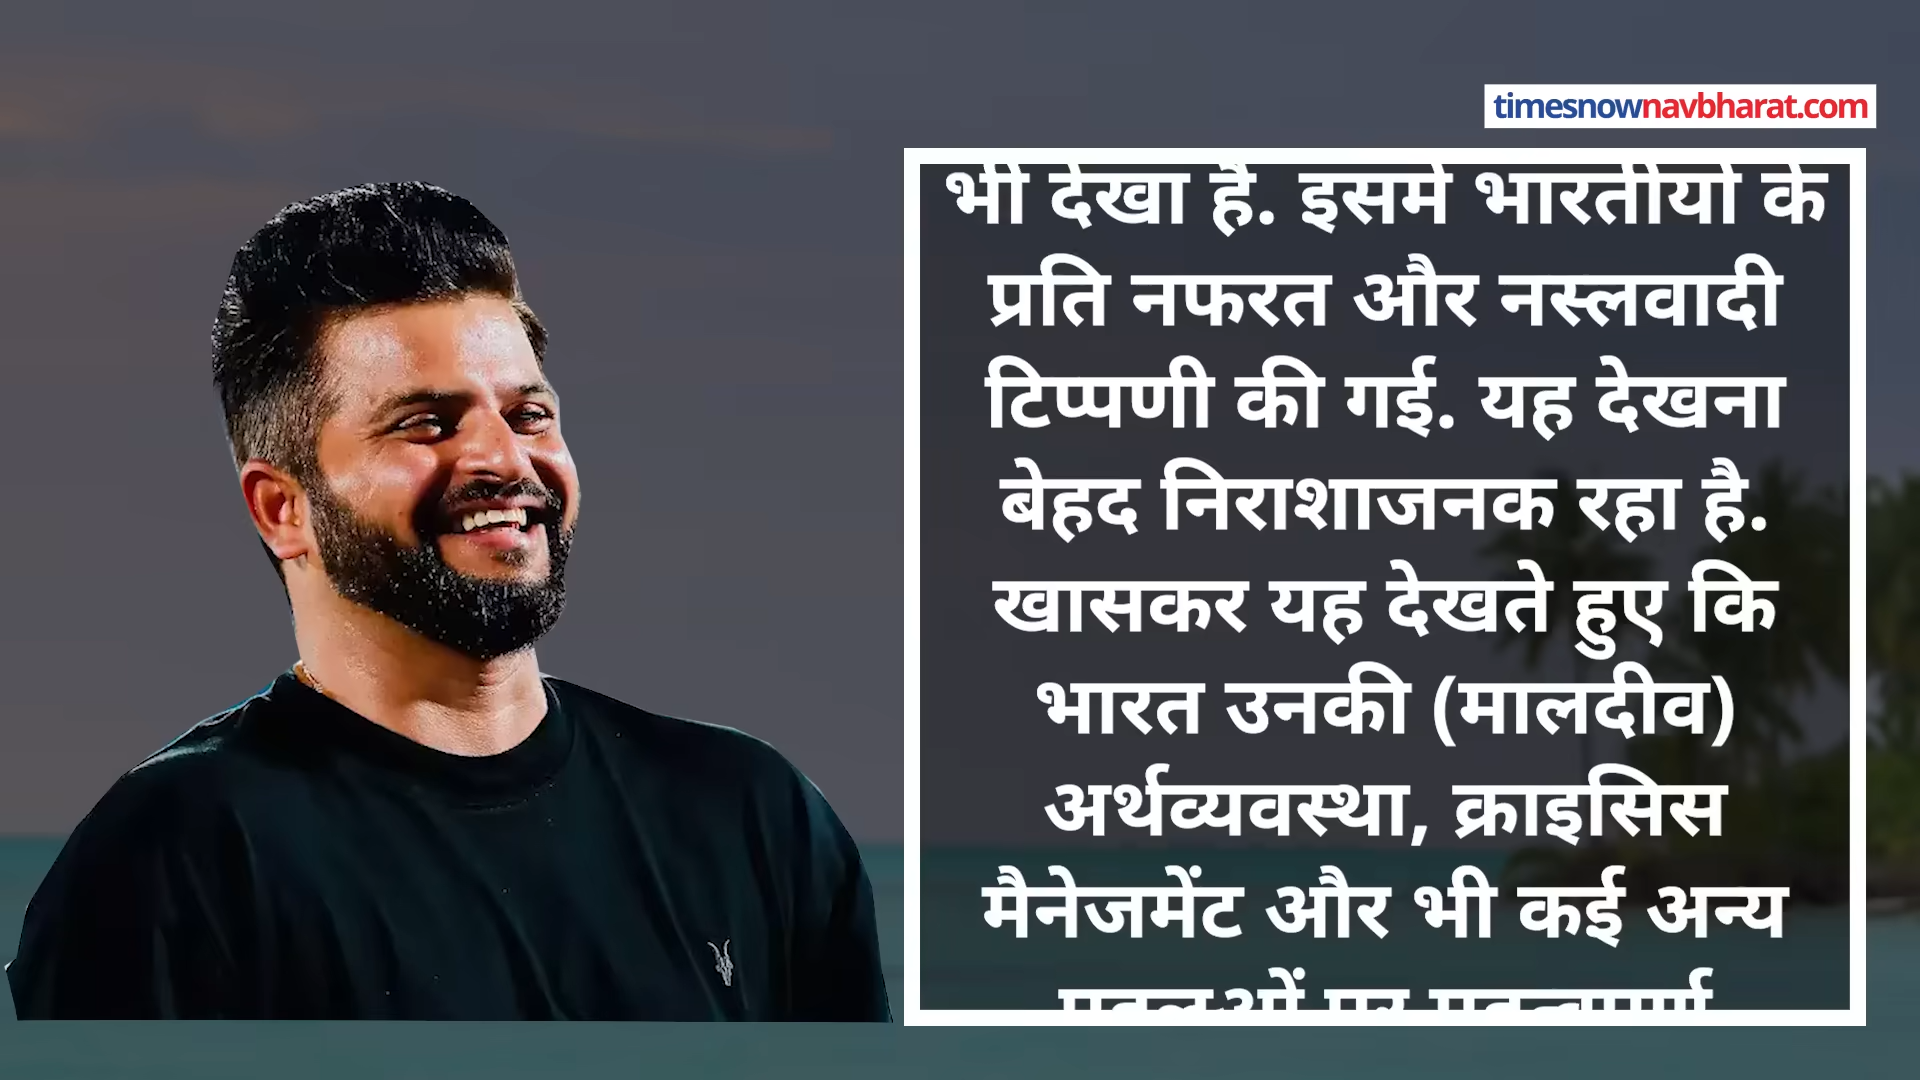 timesnownavbharat.com
भी देखा है. इसमें भारतीयों के
प्रति नफरत और नस्लवादी
टिप्पणी की गई. यह देखना
बेहद निराशाजनक रहा है.
खासकर यह देखते हुए कि
भारत उनकी (मालदीव)
अर्थव्यवस्था, क्राइसिस
मैनेजमेंट और भी कई अन्य